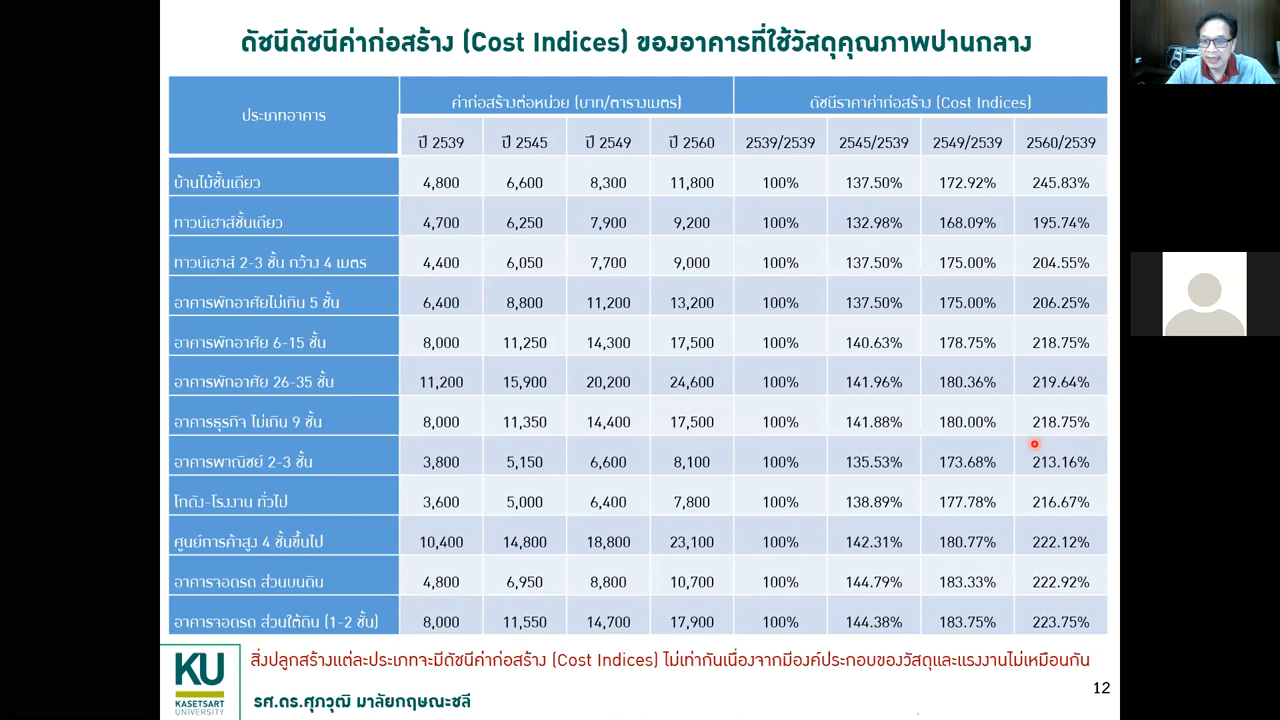 ดัชนีดัชนีค่าก่อสร้าง (Cost Indices) ของอาคารที่ใช้วัสดุคุณภาพปานกลาง
ประเภทอาคาร ค่าก่อสร้างต่อหน่วย (บาท/ตารางเมตร) ดัชนีราคาค่าก่อสร้าง (Cost Indices)
ปี 2539 ปี 2545 ปี 2549 ปี 2560 2539/2539 2545/2539 2549/2539 2560/2539
บ้านไม้ชั้นเดียว 4,800 6,600 8,300 11,800 100% 137.50% 172.92% 245.83%
ทาวน์เฮาส์ชั้นเดียว 4,700 6,250 7,900 9,200 100% 132.98% 168.09% 195.74%
ทาวน์เฮาส์ 2-3 ชั้น กว้าง 4 เมตร 4,400 6,050 7,700 9,000 100% 137.50% 175.00% 204.55%
อาคารพักอาศัยไม่เกิน 5 ชั้น 6,400 8,800 11,200 13,200 100% 137.50% 175.00% 206.25%
อาคารพักอาศัย 6-15 ชั้น 8,000 11,250 14,300 17,500 100% 140.63% 178.75% 218.75%
อาคารพักอาศัย 26-35 ชั้น 11,200 15,900 20,200 24,600 100% 141.96% 180.36% 219.64%
อาคารธุรกิจ ไม่เกิน 9 ชั้น 8,000 11,350 14,400 17,500 100% 141.88% 180.00% 218.75%
อาคารพาณิชย์ 2-3 ชั้น 3,800 5,150 6,600 8,100 100% 135.53% 173.68% 213.16%
โกดัง-โรงงาน ทั่วไป 3,600 5,000 6,400 7,800 100% 138.89% 177.78% 216.67%
ศูนย์การค้าสูง 4 ชั้นขึ้นไป 10,400 14,800 18,800 23,100 100% 142.31% 180.77% 222.12%
อาคารจอดรถ ส่วนบนดิน 4,800 6,950 8,800 10,700 100% 144.79% 183.33% 222.92%
อาคารจอดรถ ส่วนใต้ดิน (1-2 ชั้น) 8,000 11,550 14,700 17,900 100% 144.38% 183.75% 223.75%
สิ่งปลูกสร้างแต่ละประเภทจะมีดัชนีค่าก่อสร้าง (Cost Indices) ไม่เท่ากันเนื่องจากมีองค์ประกอบของวัสดุและแรงงานไม่เหมือนกัน
KU
KASETSART
UNIVERSITY
รศ.ดร.ศุภวุฒิ มาลัยกฤษณะชลี
12